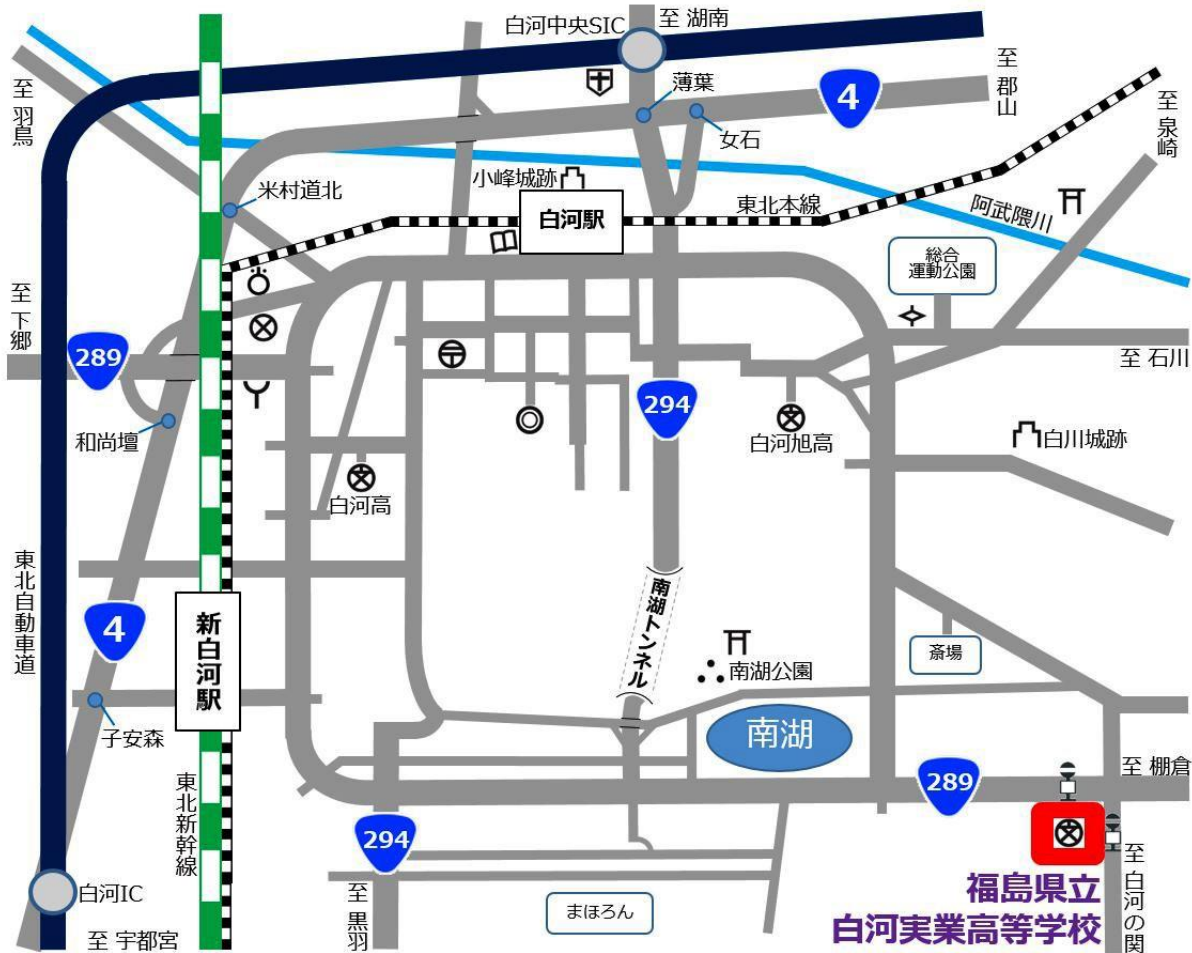 白河中央SIC
至 湖南
至 羽鳥
薄葉
4
至 郡山
女石
至 泉崎
米村道北
小峰城跡
白河駅
東北本線
阿武隈川
総合
運動公園
至 下郷
289
至 石川
294
和尚壇
白河高
白河旭高
白川城跡
東北自動車道
4
新白河駅
南湖トンネル
斎場
南湖公園
子安森
南湖
至 棚倉
289
東北新幹線
294
白河IC
至 宇都宮
至 黒羽
まほろん
至 白河の関
福島県立
白河実業高等学校